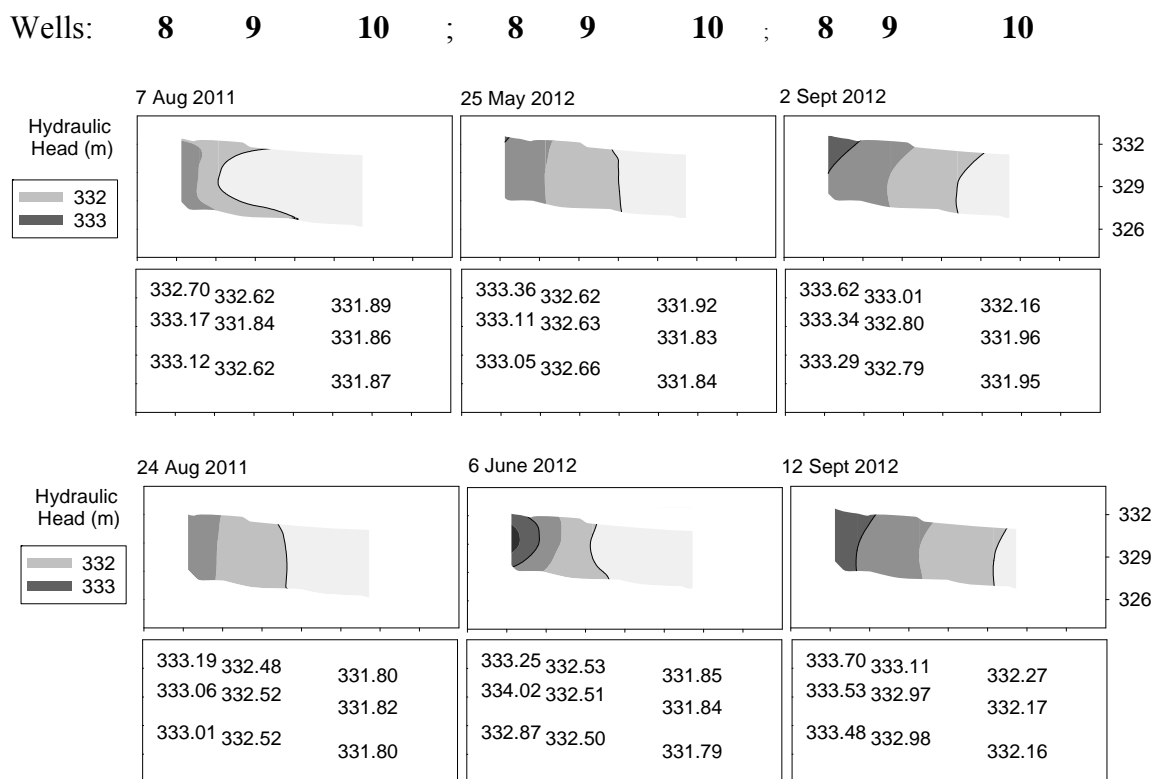 Wells: 8 9 10 ; 8 9 10 ; 8 9 10
7 Aug 2011 25 May 2012 2 Sept 2012
Hydraulic
Head (m)
332
333
332
329
326
332.70 332.62 331.89 333.36 332.62 331.92 333.62 333.01 332.16
333.17 331.84 331.86 333.11 332.63 331.83 333.34 332.80 331.96
333.12 332.62 331.87 333.05 332.66 331.84 333.29 332.79 331.95
24 Aug 2011 6 June 2012 12 Sept 2012
Hydraulic
Head (m)
332
333
332
329
326
333.19 332.48 331.80 333.25 332.53 331.85 333.70 333.11 332.27
333.06 332.52 331.82 334.02 332.51 331.84 333.53 332.97 332.17
333.01 332.52 331.80 332.87 332.50 331.79 333.48 332.98 332.16